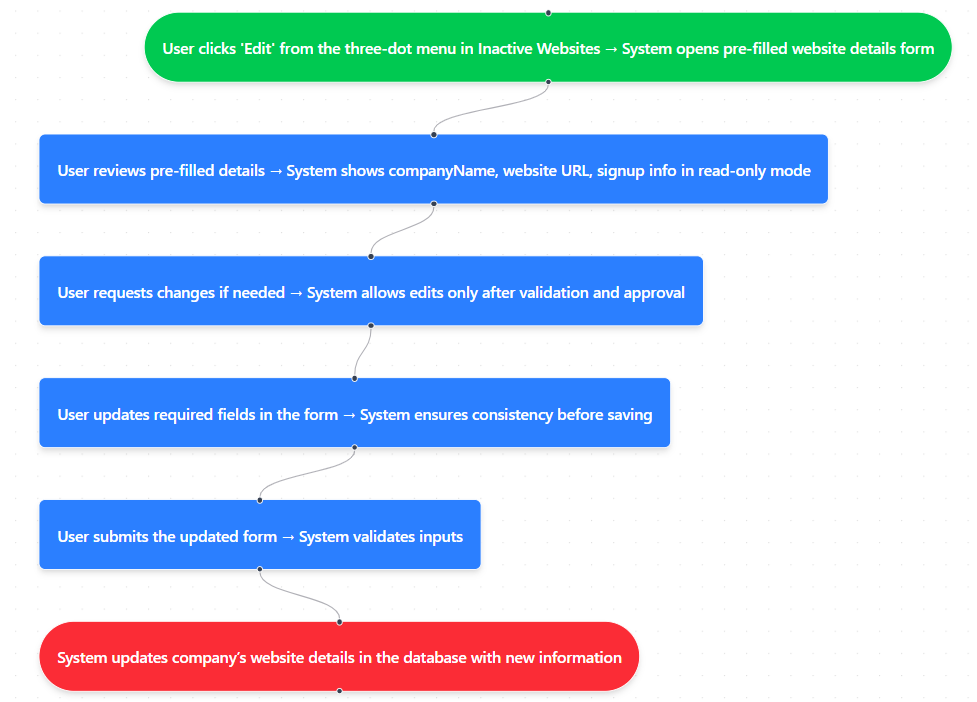 User clicks 'Edit' from the three-dot menu in Inactive Websites → System opens pre-filled website details form
User reviews pre-filled details → System shows companyName, website URL, signup info in read-only mode
User requests changes if needed → System allows edits only after validation and approval
User updates required fields in the form → System ensures consistency before saving
User submits the updated form → System validates inputs
System updates company’s website details in the database with new information